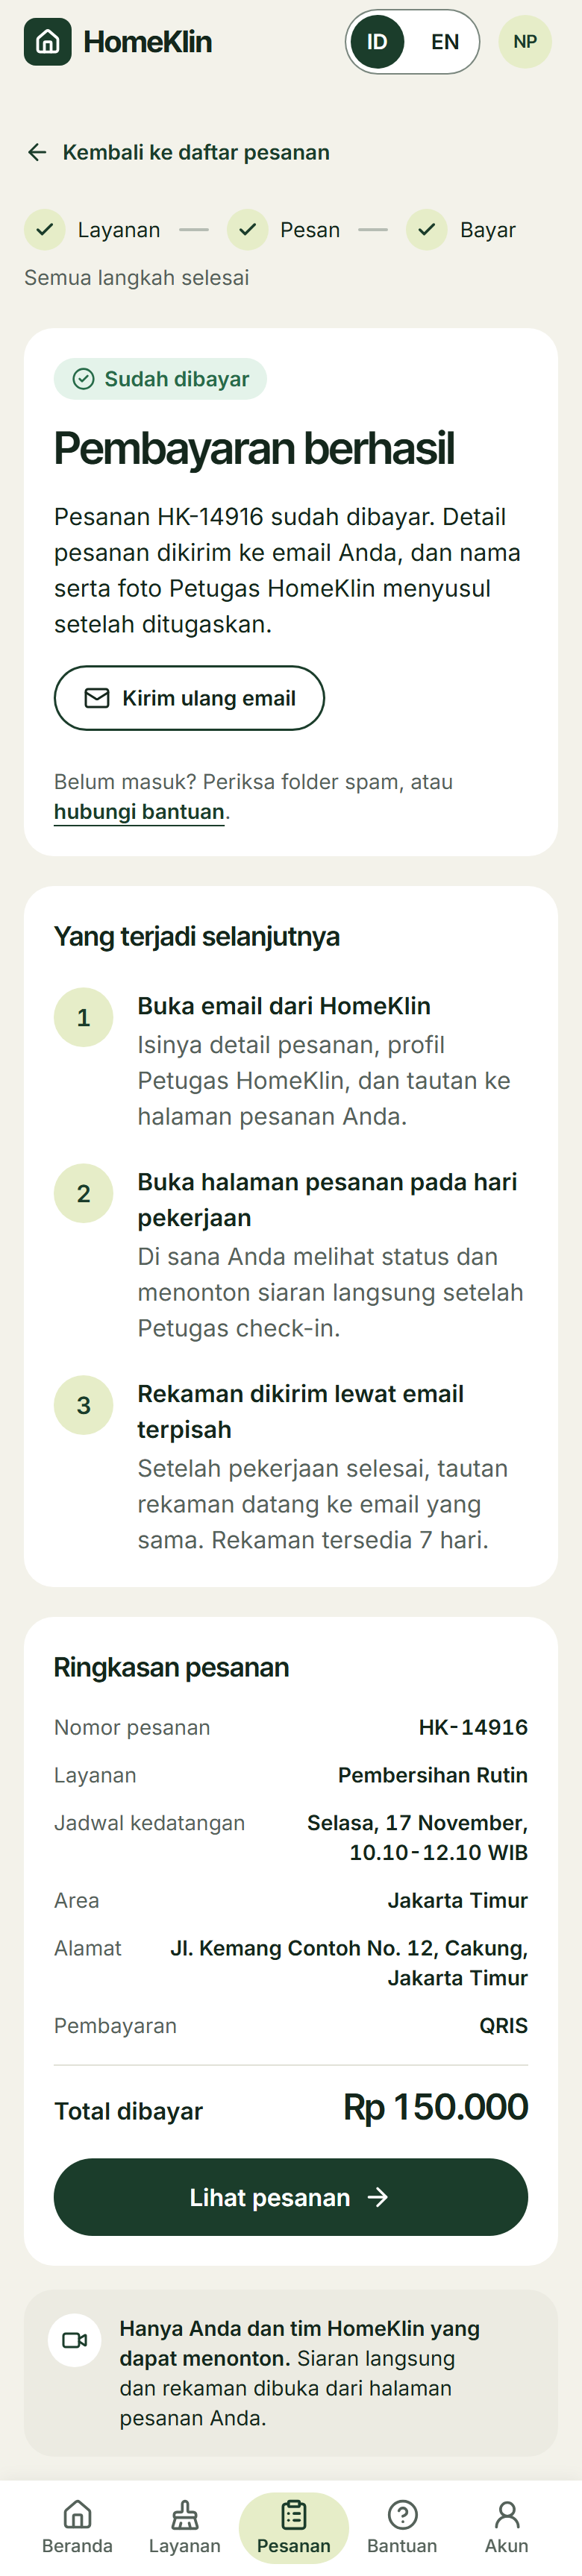 HomeKlin
ID EN
NP
Kembali ke daftar pesanan
Layanan
Pesan
Bayar
Semua langkah selesai
Sudah dibayar
Pembayaran berhasil
Pesanan HK-14916 sudah dibayar. Detail
pesanan dikirim ke email Anda, dan nama
serta foto Petugas HomeKlin menyusul
setelah ditugaskan.
Kirim ulang email
Belum masuk? Periksa folder spam, atau
hubungi bantuan.
Yang terjadi selanjutnya
1
Buka email dari HomeKlin
Isinya detail pesanan, profil
Petugas HomeKlin, dan tautan ke
halaman pesanan Anda.
2
Buka halaman pesanan pada hari
pekerjaan
Di sana Anda melihat status dan
menonton siaran langsung setelah
Petugas check-in.
3
Rekaman dikirim lewat email
terpisah
Setelah pekerjaan selesai, tautan
rekaman datang ke email yang
sama. Rekaman tersedia 7 hari.
Ringkasan pesanan
Nomor pesanan HK-14916
Layanan Pembersihan Rutin
Jadwal kedatangan Selasa, 17 November,
10.10-12.10 WIB
Area Jakarta Timur
Alamat Jl. Kemang Contoh No. 12, Cakung,
Jakarta Timur
Pembayaran QRIS
Total dibayar Rp 150.000
Lihat pesanan
Hanya Anda dan tim HomeKlin yang
dapat menonton. Siaran langsung
dan rekaman dibuka dari halaman
pesanan Anda.
Beranda Layanan Pesanan Bantuan Akun